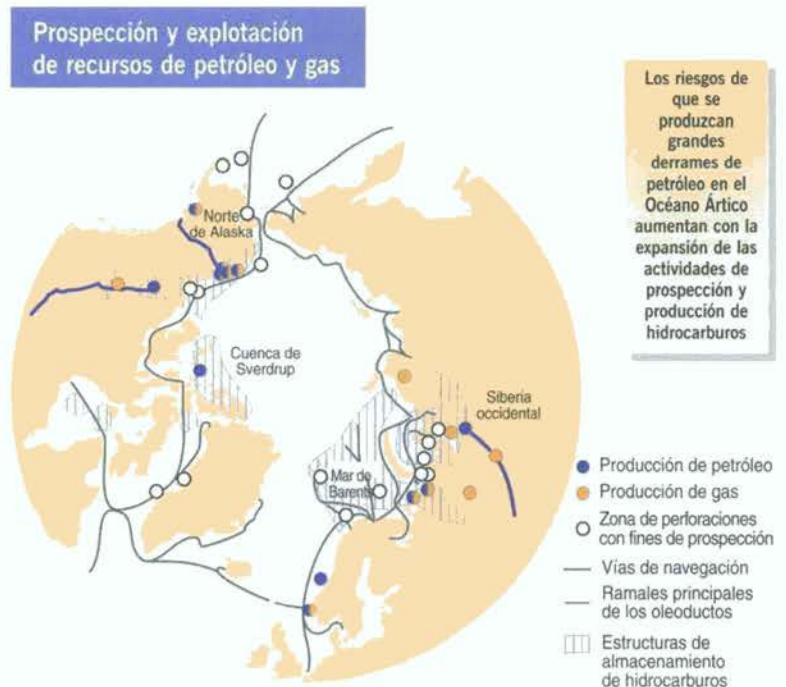 Prospección y explotación
de recursos de petróleo y gas
Los riesgos de
que se
produzcan
grandes
derrames de
petróleo en el
Océano Ártico
aumentan con la
expansión de las
actividades de
prospección y
producción de
hidrocarburos
Norte
de Alaska
Cuenca de
Sverdrup
Siberia
occidental
Mar de
Barents
Producción de petróleo
Producción de gas
Zona de perforaciones
con fines de prospección
Vías de navegación
Ramales principales
de los oleoductos
Estructuras de
almacenamiento
de hidrocarburos